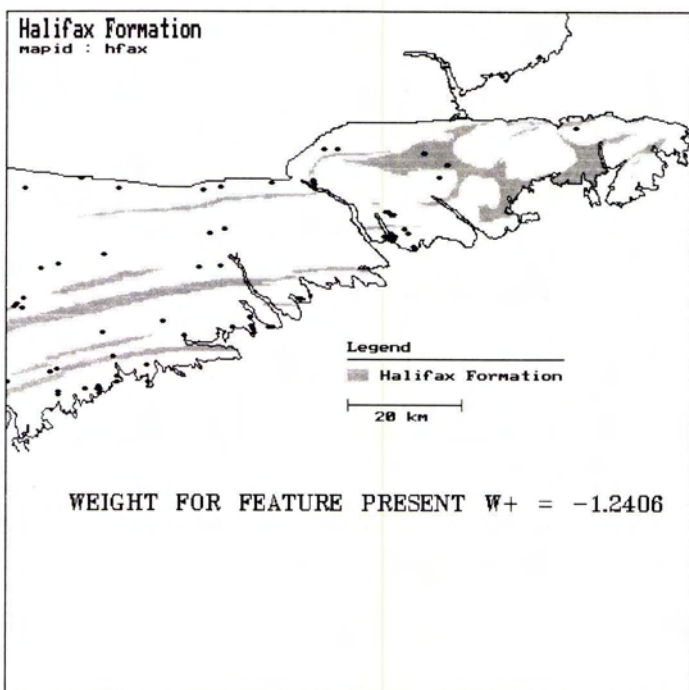 Halifax Formation
mapid : hfax
Legend
Halifax Formation
20 km
WEIGHT FOR FEATURE PRESENT W+ = -1.2406